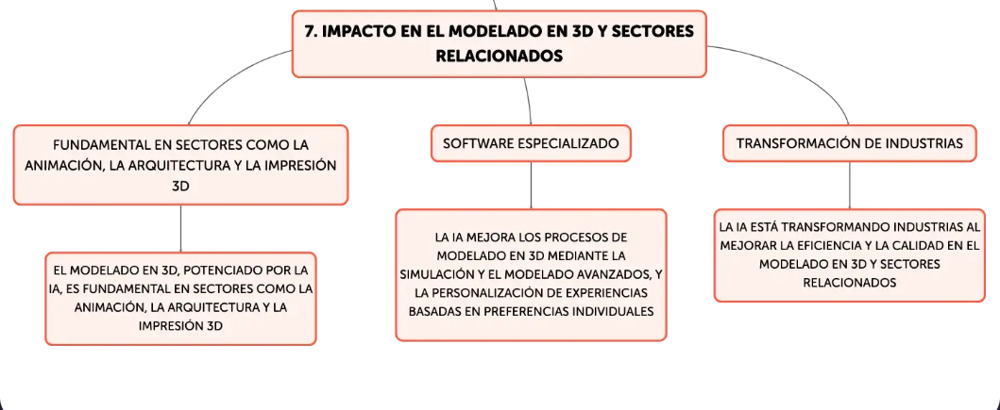 7. IMPACTO EN EL MODELADO EN 3D Y SECTORES
RELACIONADOS
FUNDAMENTAL EN SECTORES COMO LA
ANIMACIÓN, LA ARQUITECTURA Y LA IMPRESIÓN
3D
EL MODELADO EN 3D, POTENCIADO POR LA
IA, ES FUNDAMENTAL EN SECTORES COMO LA
ANIMACIÓN, LA ARQUITECTURA Y LA
IMPRESIÓN 3D
SOFTWARE ESPECIALIZADO
LA IA MEJORA LOS PROCESOS DE
MODELADO EN 3D MEDIANTE LA
SIMULACIÓN Y EL MODELADO AVANZADOS, Y
LA PERSONALIZACIÓN DE EXPERIENCIAS
BASADAS EN PREFERENCIAS INDIVIDUALES
TRANSFORMACIÓN DE INDUSTRIAS
LA IA ESTÁ TRANSFORMANDO INDUSTRIAS AL
MEJORAR LA EFICIENCIA Y LA CALIDAD EN EL
MODELADO EN 3D Y SECTORES
RELACIONADOS